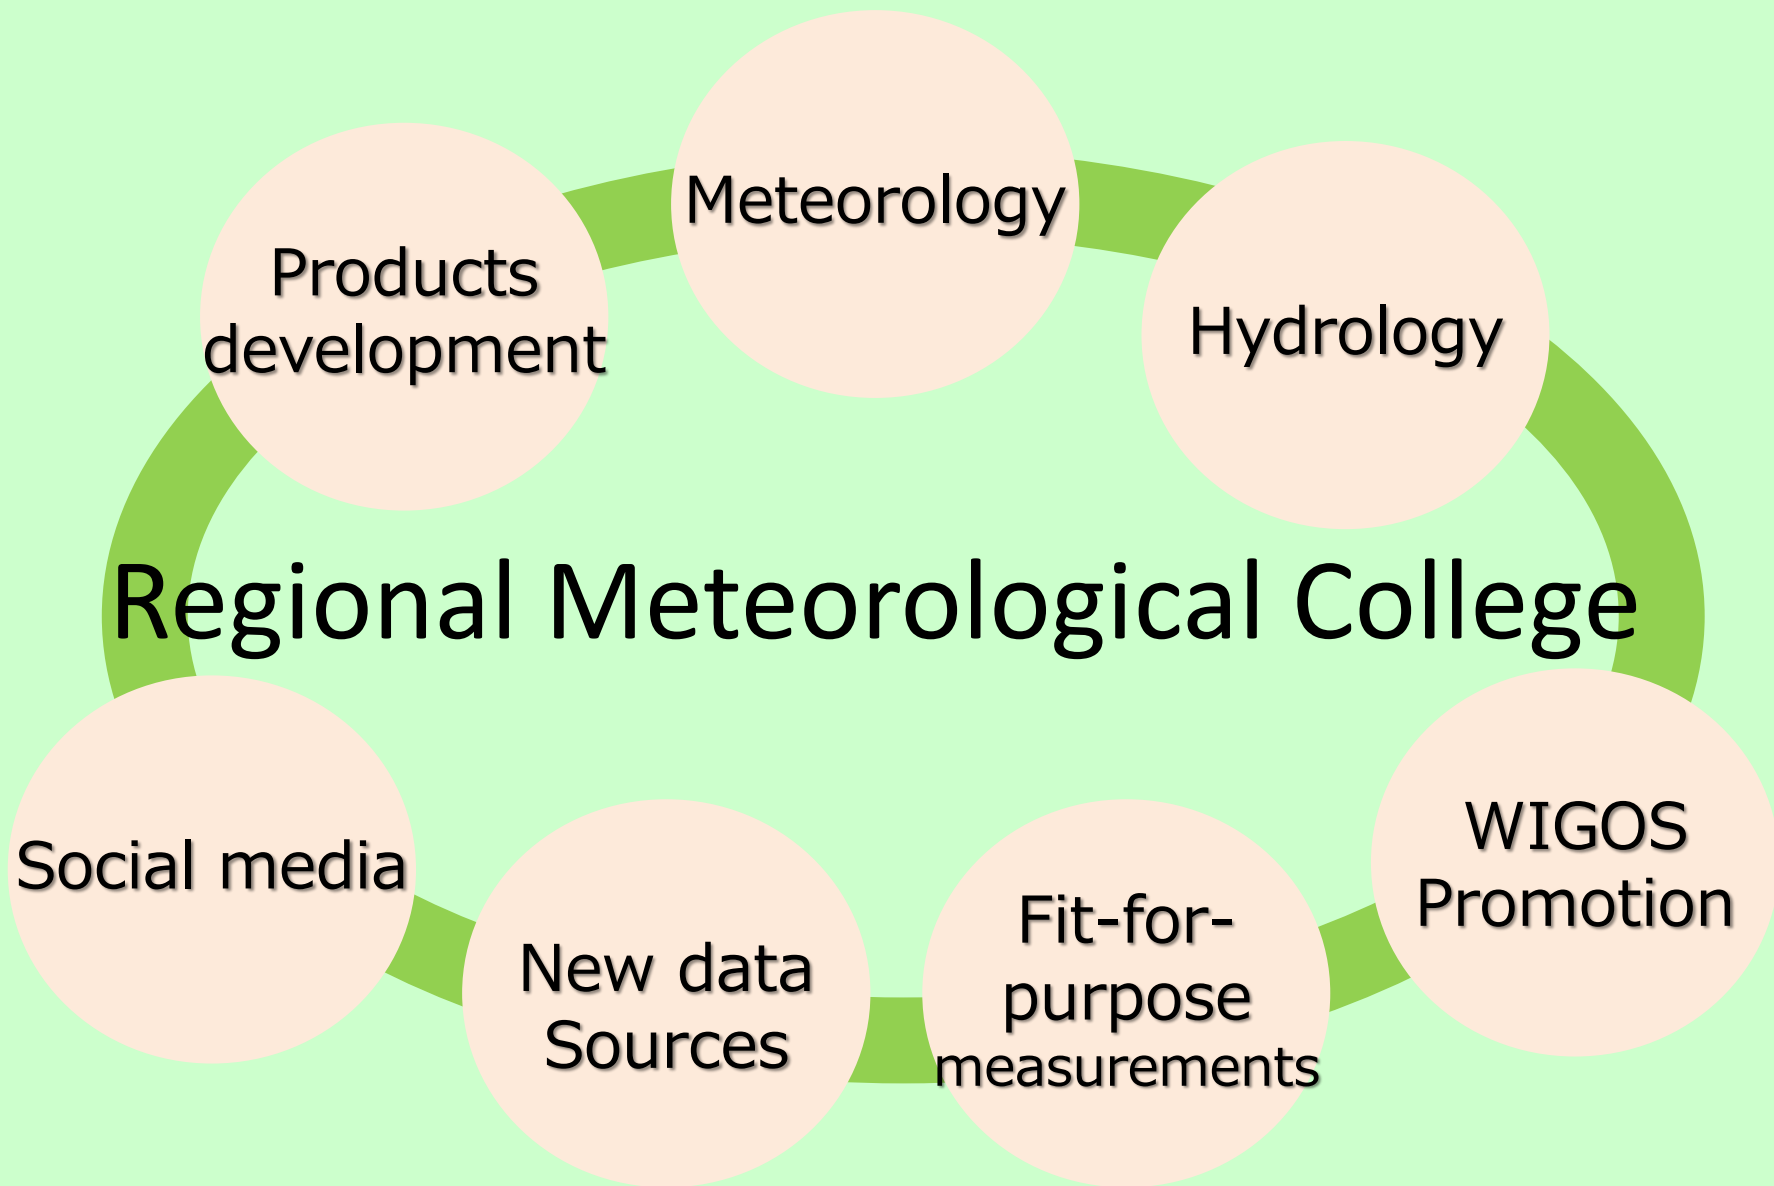 Meteorology
Products
development
Hydrology
Regional Meteorological College
Social media
New data
Sources
Fit-for-
purpose
measurements
WIGOS
Promotion